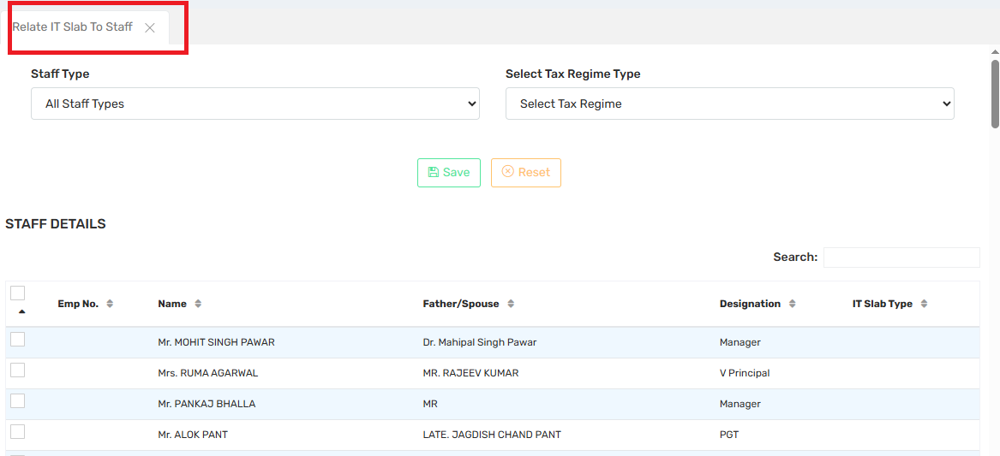 Relate IT Slab To Staff
Staff Type
Select Tax Regime Type
All Staff Types
Select Tax Regime
Save
Reset
STAFF DETAILS
Search:
Emp No. Name Father/Spouse Designation IT Slab Type
Mr. MOHIT SINGH PAWAR Dr. Mahipal Singh Pawar Manager
Mrs. RUMA AGARWAL MR. RAJEEV KUMAR V Principal
Mr. PANKAJ BHALLA MR Manager
Mr. ALOK PANT LATE. JAGDISH CHAND PANT PGT